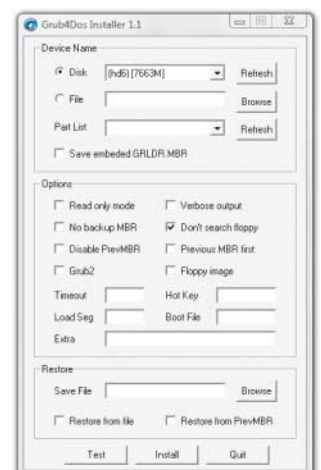 Grub4Dos Installer 1.1
Device Name
Disk (hd6) [7663M] Refresh
File Browse
Part List Refresh
Save embeded GRLDR.MBR
Options
Read only mode Verbose output
No backup MBR Don't search floppy
Disable PrevMBR Previous MBR first
Grub2 Floppy image
Timeout Hot Key
Load Seg Boot File
Extra
Restore
Save File Browse
Restore from file Restore from PrevMBR
Test Install Quit